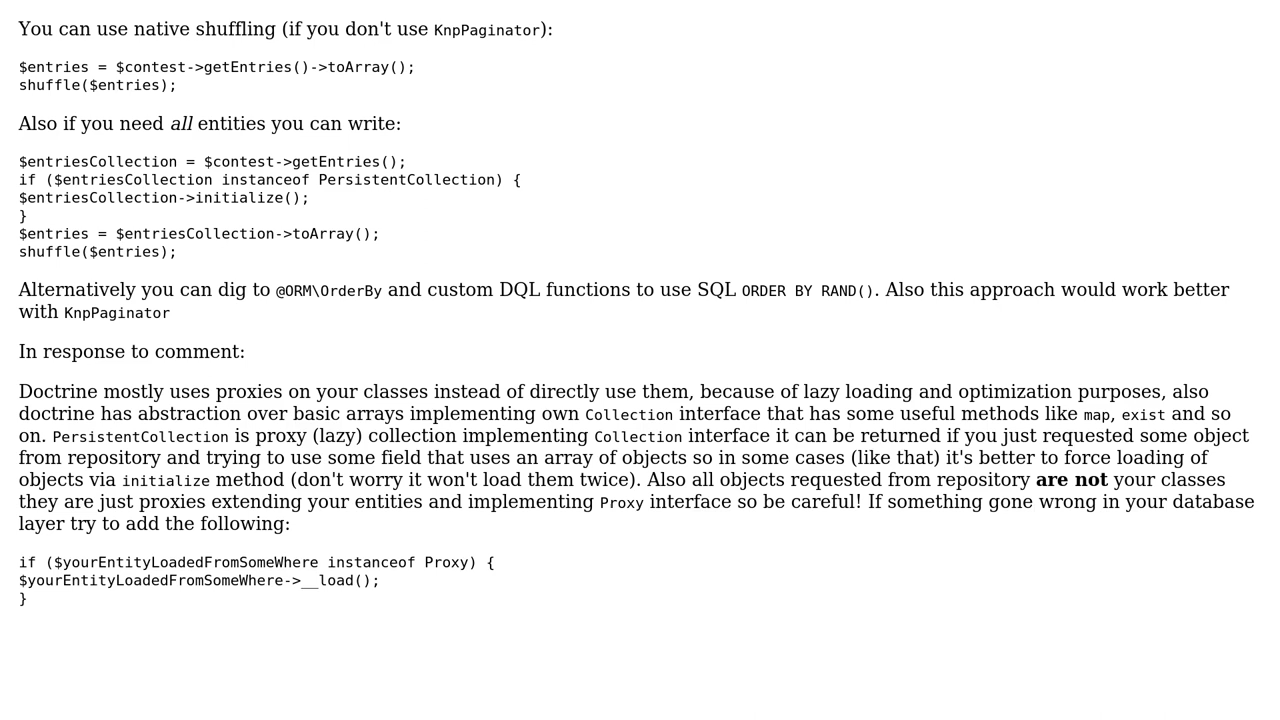 You can use native shuffling (if you don't use KnpPaginator):
$entries = $contest->getEntries()->toArray();
shuffle($entries);
Also if you need all entities you can write:
$entriesCollection = $contest->getEntries();
if ($entriesCollection instanceof PersistentCollection) {
$entriesCollection->initialize();
}
$entries = $entriesCollection->toArray();
shuffle($entries);
Alternatively you can dig to @ORM\OrderBy and custom DQL functions to use SQL ORDER BY RAND(). Also this approach would work better
with KnpPaginator
In response to comment:
Doctrine mostly uses proxies on your classes instead of directly use them, because of lazy loading and optimization purposes, also
doctrine has abstraction over basic arrays implementing own Collection interface that has some useful methods like map, exist and so
on. PersistentCollection is proxy (lazy) collection implementing Collection interface it can be returned if you just requested some object
from repository and trying to use some field that uses an array of objects so in some cases (like that) it's better to force loading of
objects via initialize method (don't worry it won't load them twice). Also all objects requested from repository are not your classes
they are just proxies extending your entities and implementing Proxy interface so be careful! If something gone wrong in your database
layer try to add the following:
if ($yourEntityLoadedFromSomeWhere instanceof Proxy) {
$yourEntityLoadedFromSomeWhere->__load();
}